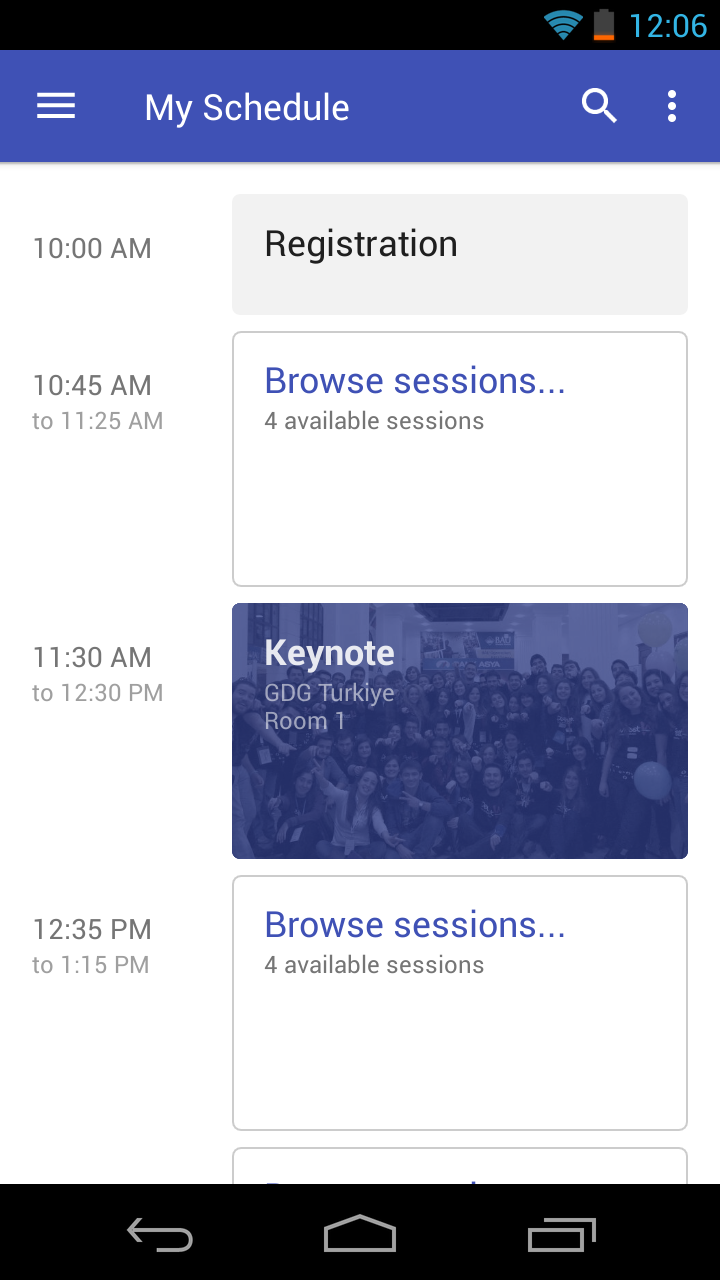 12:06
My Schedule
10:00 AM
Registration
10:45 AM
to 11:25 AM
Browse sessions...
4 available sessions
11:30 AM
to 12:30 PM
Keynote
GDG Turkiye
Room 1
12:35 PM
to 1:15 PM
Browse sessions...
4 available sessions